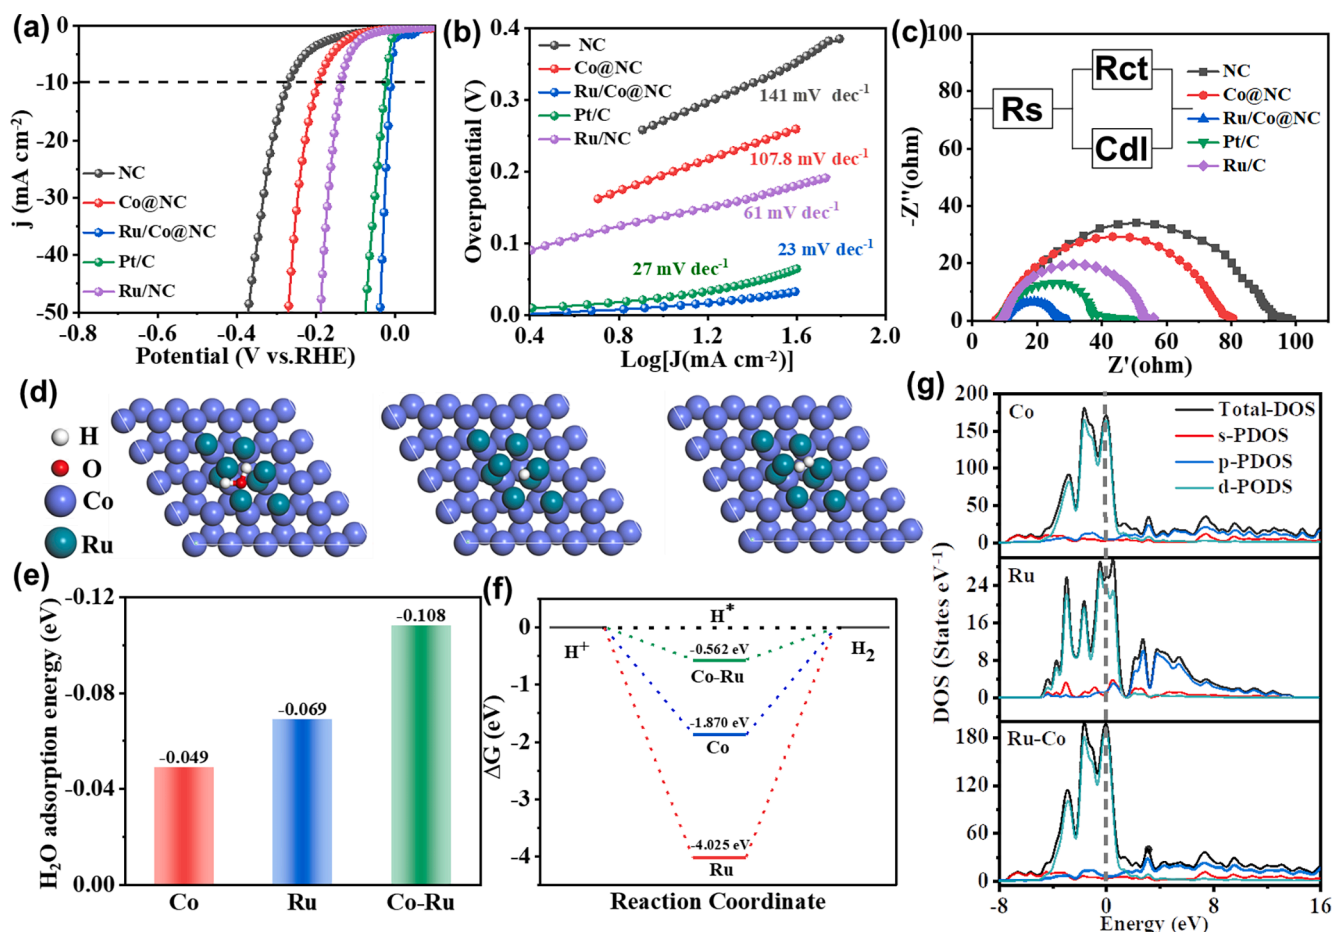 (a)
0
-10
-20
-30
-40
-50
j (mA cm-2)
NC
Co@NC
Ru/Co@NC
Pt/C
Ru/NC
-0.8
-0.6
-0.4
-0.2
0.0
Potential (V vs.RHE)
(b)
0.4
0.3
0.2
0.1
0.0
Overpotential (V)
NC
Co@NC
Ru/Co@NC
Pt/C
Ru/NC
141 mV dec-1
107.8 mV dec-1
61 mV dec-1
23 mV dec-1
27 mV dec-1
0.4
0.8
1.2
1.6
2.0
Log[J(mA cm-2)]
(c)
-100
-80
-60
-40
-20
0
-Z''(ohm)
Rs
Rct
Cdl
NC
Co@NC
Ru/Co@NC
Pt/C
Ru/C
0
20
40
60
80
100
Z'(ohm)
(d)
H
O
Co
Ru
(e)
-0.12
-0.08
-0.04
0.00
H2O adsorption energy (eV)
-0.049
-0.069
-0.108
Co
Ru
Co-Ru
(f)
0
-1
-2
-3
-4
ΔG (eV)
H+
H*
H2
-0.562 eV
Co-Ru
-1.870 eV
Co
-4.025 eV
Ru
Reaction Coordinate
(g)
200
150
100
50
0
Co
Total-DOS
s-PDOS
p-PDOS
d-PODS
24
12
0
Ru
DOS (States eV-1)
180
120
60
0
Ru-Co
-8
0
8
16
Energy (eV)